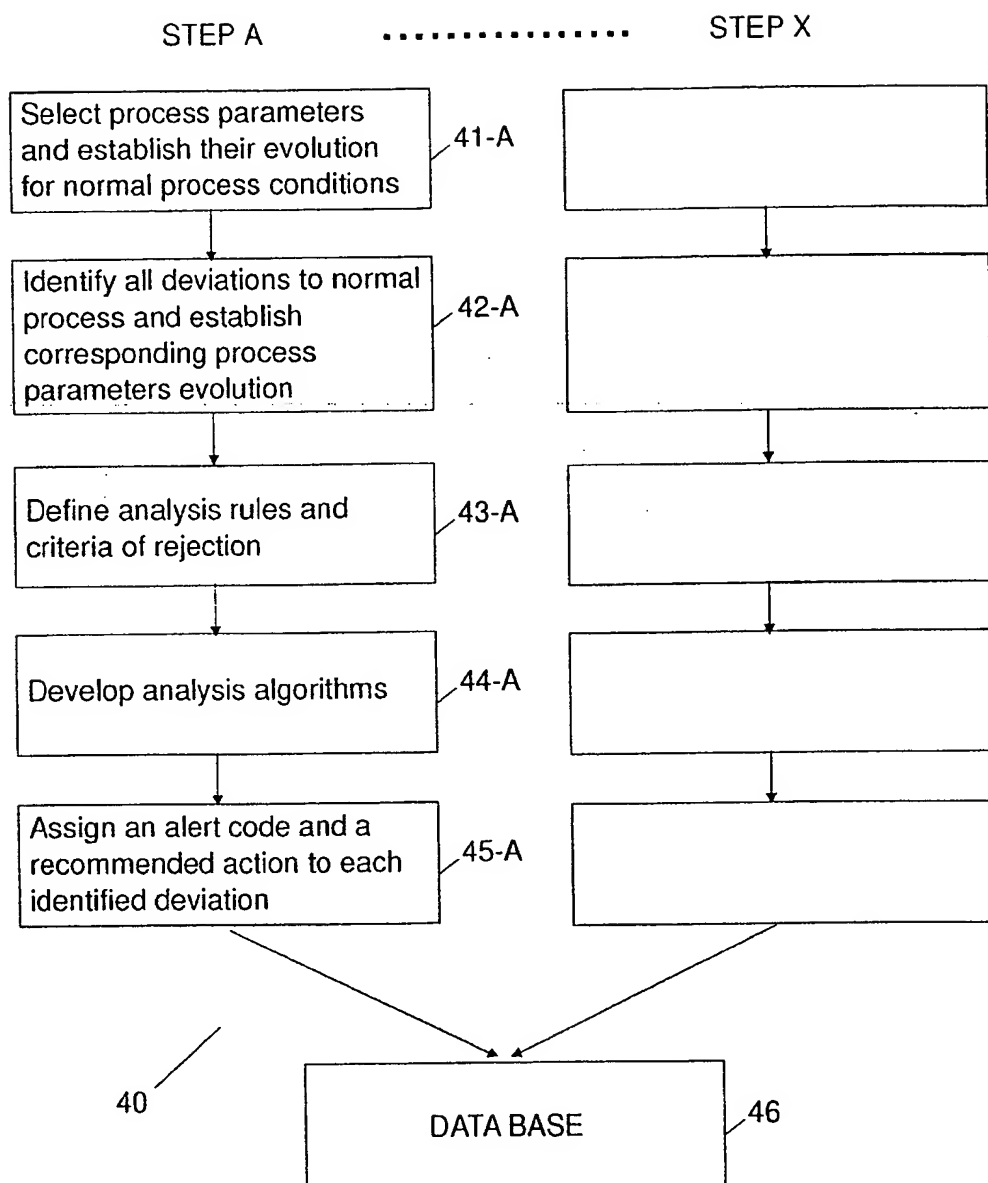 STEP A ................ STEP X
Select process parameters
and establish their evolution
for normal process conditions
41-A
Identify all deviations to normal
process and establish
corresponding process
parameters evolution
42-A
Define analysis rules and
criteria of rejection
43-A
Develop analysis algorithms
44-A
Assign an alert code and a
recommended action to each
identified deviation
45-A
40
DATA BASE
46